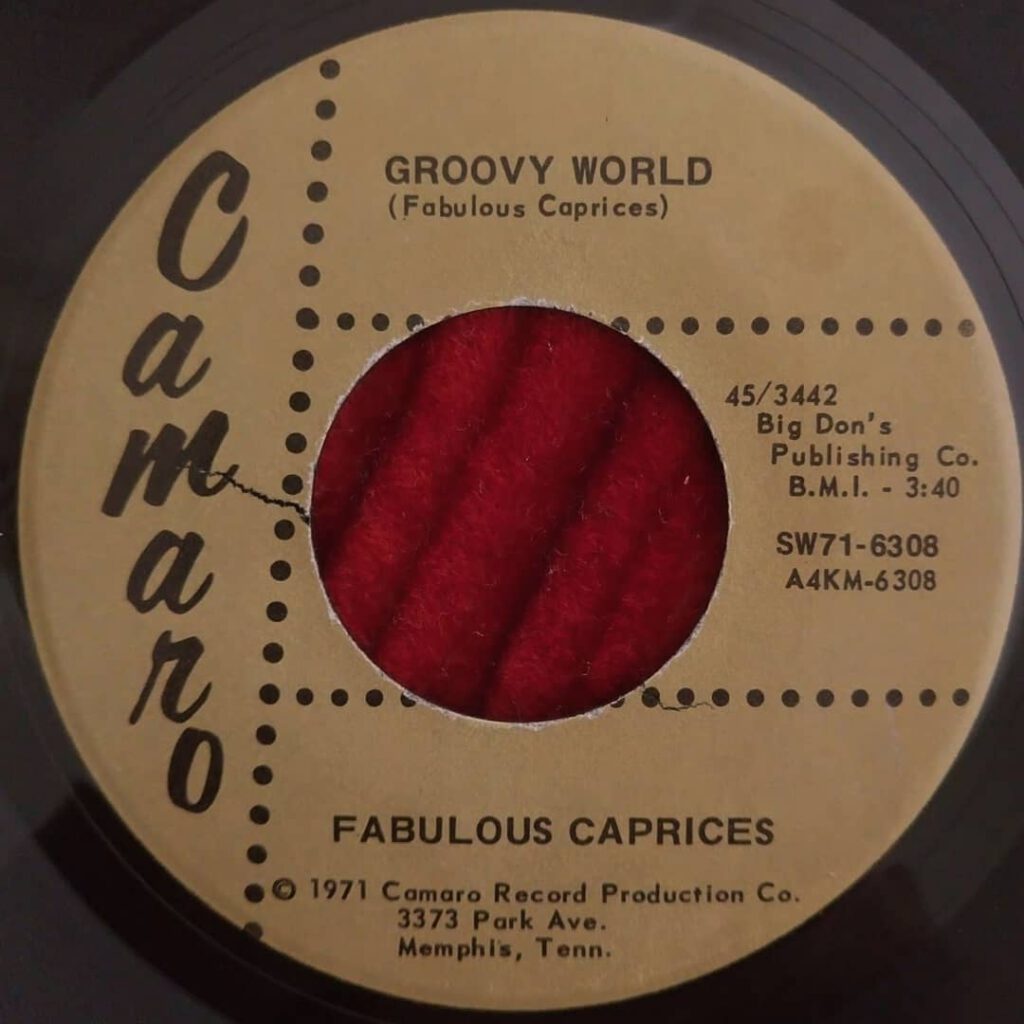 Camaro
GROOVY WORLD
(Fabulous Caprices)
45/3442
Big Don's
Publishing Co.
B.M.I. - 3:40
SW71-6308
A4KM-6308
FABULOUS CAPRICES
© 1971 Camaro Record Production Co.
3373 Park Ave.
Memphis, Tenn.